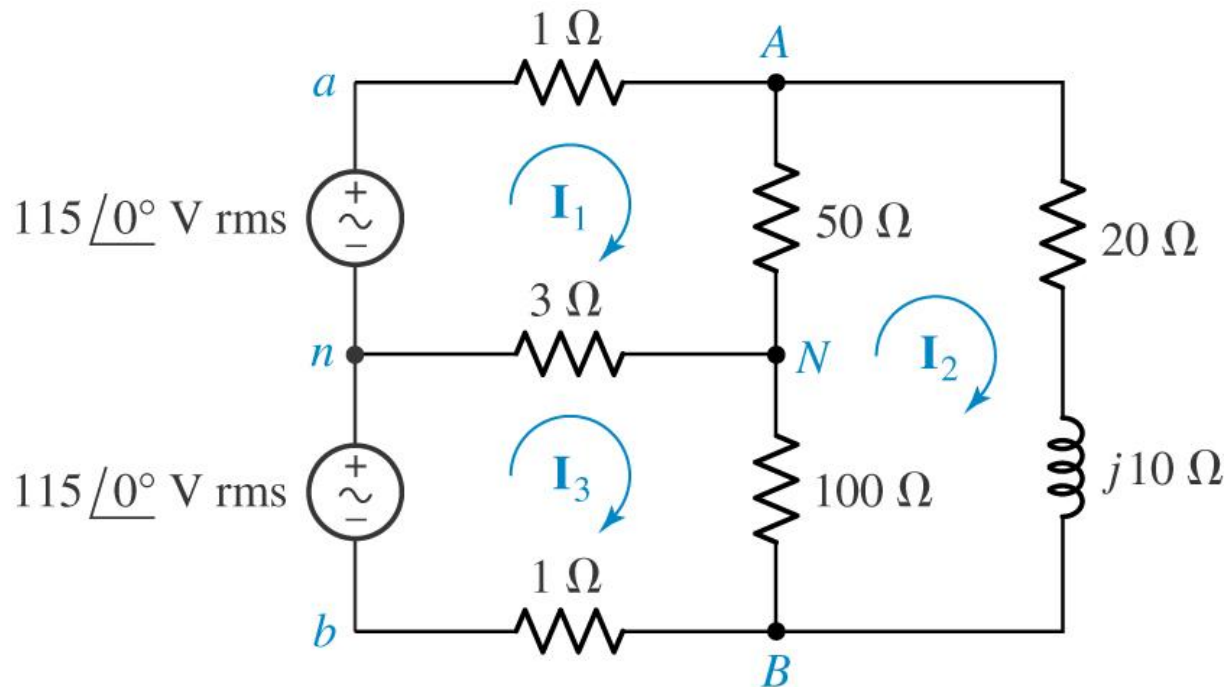 1 Ω
A
a
115/0° V rms
+
−
I₁
50 Ω
20 Ω
3 Ω
n
N
I₂
115/0° V rms
+
−
I₃
100 Ω
j10 Ω
1 Ω
b
B